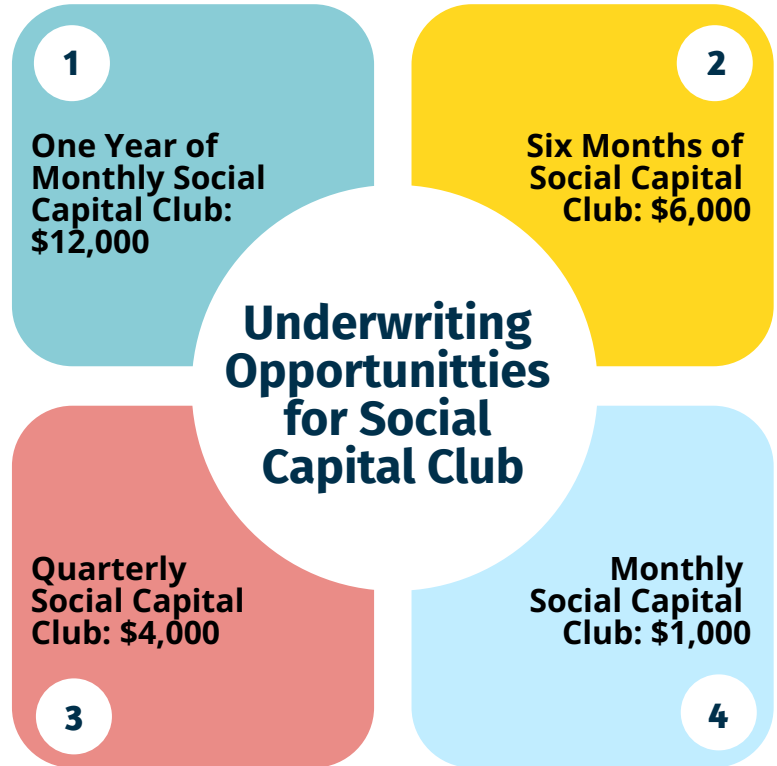 1
One Year of
Monthly Social
Capital Club:
$12,000
2
Six Months of
Social Capital
Club: $6,000
Underwriting
Opportunitties
for Social
Capital Club
Quarterly
Social Capital
Club: $4,000
3
Monthly
Social Capital
Club: $1,000
4